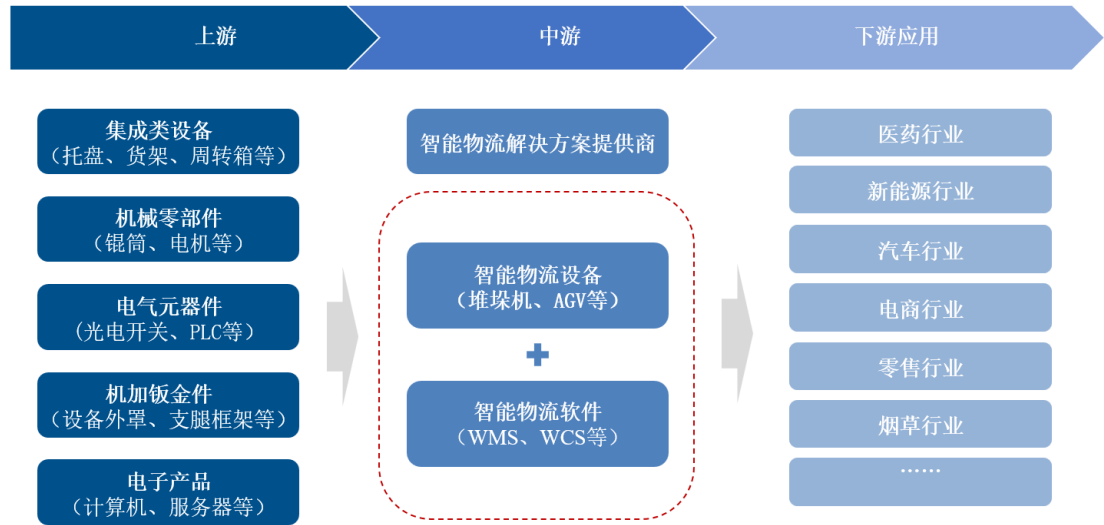 上游
中游
下游应用
集成类设备
（托盘、货架、周转箱等）
机械零部件
（辊筒、电机等）
电气元器件
（光电开关、PLC等）
机加钣金件
（设备外罩、支腿框架等）
电子产品
（计算机、服务器等）
智能物流解决方案提供商
智能物流设备
（堆垛机、AGV等）
智能物流软件
（WMS、WCS等）
医药行业
新能源行业
汽车行业
电商行业
零售行业
烟草行业
……